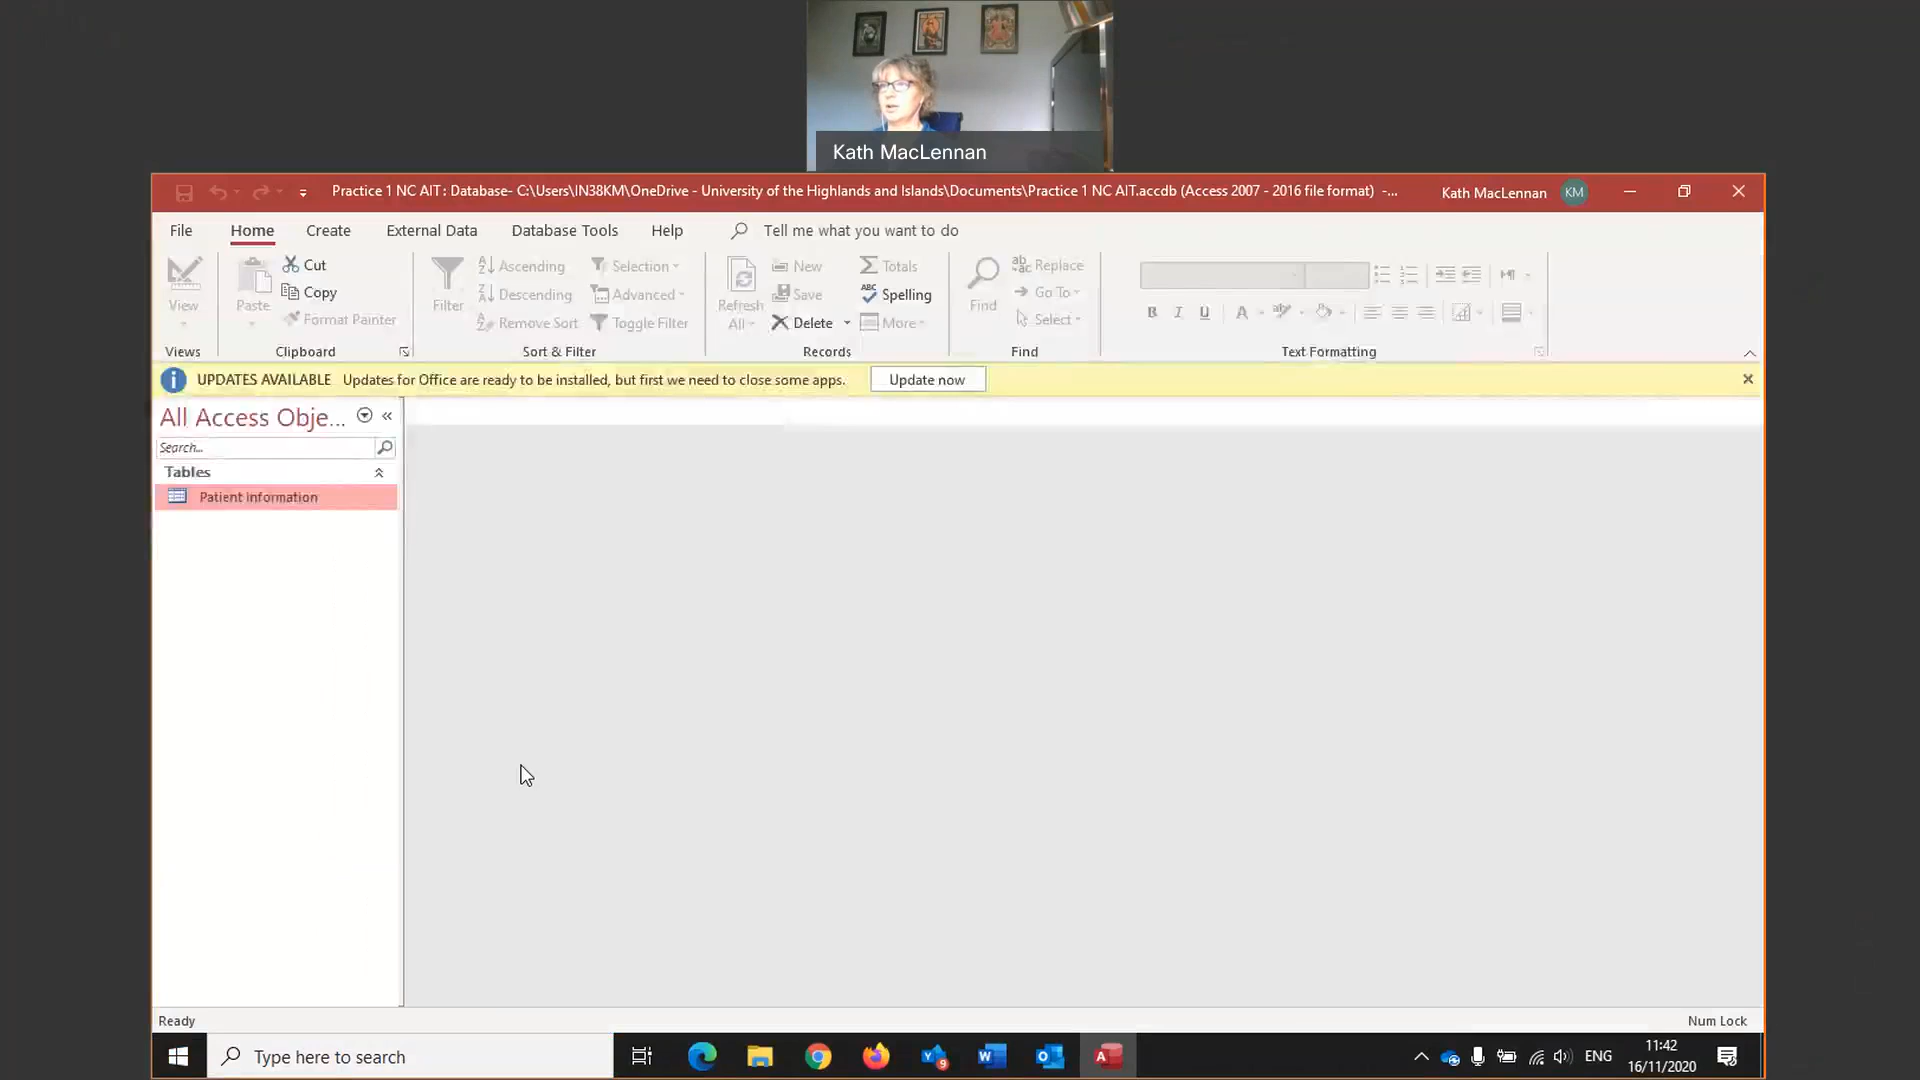 Kath MacLennan
Practice 1 NC AIT : Database- C:\Users\IN38KM\OneDrive - University of the Highlands and Islands\Documents\Practice 1 NC AIT.accdb (Access 2007 - 2016 file format) -...
Kath MacLennan KM
File Home Create External Data Database Tools Help Tell me what you want to do
View
Views
Paste
Cut
Copy
Format Painter
Clipboard
Filter
Ascending
Descending
Remove Sort
Selection
Advanced
Toggle Filter
Sort & Filter
Refresh
All
New
Save
Delete
Totals
ABC
Spelling
More
Records
Find
ab
ac
Replace
Go To
Select
Find
B I U A
Text Formatting
UPDATES AVAILABLE Updates for Office are ready to be installed, but first we need to close some apps. Update now
All Access Obje...
Search...
Tables
Patient Information
Ready Num Lock
Type here to search
9
ENG
11:42
16/11/2020